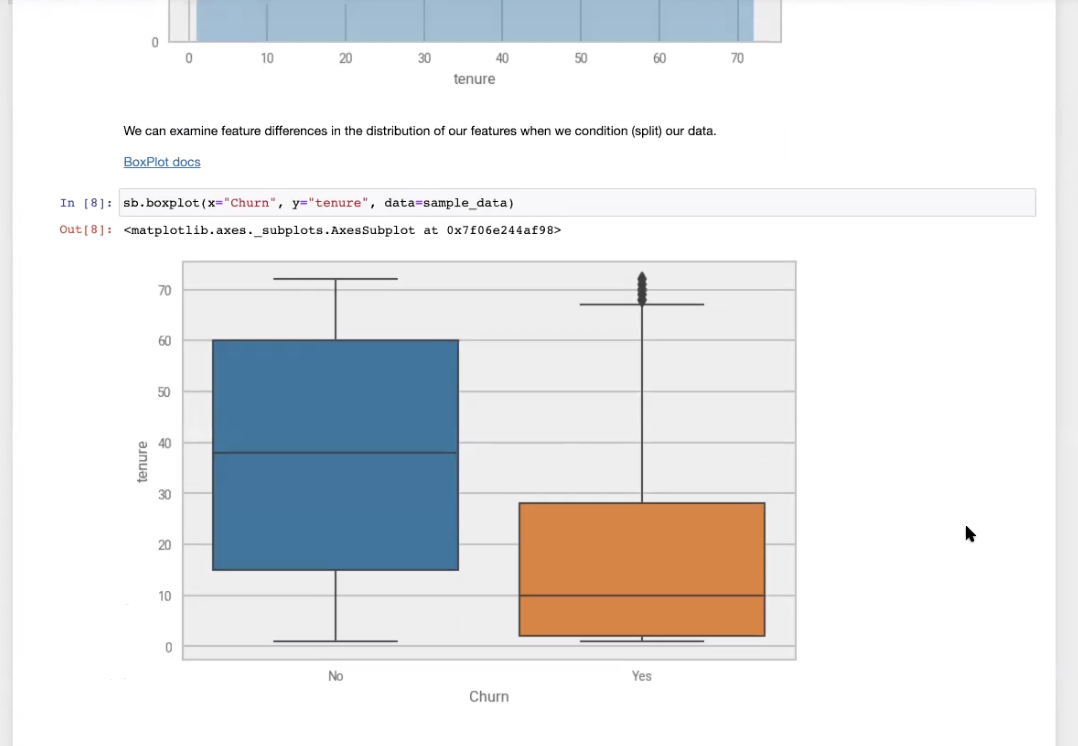 0
0 10 20 30 40 50 60 70
tenure
We can examine feature differences in the distribution of our features when we condition (split) our data.
BoxPlot docs
In [8]: sb.boxplot(x="Churn", y="tenure", data=sample_data)
Out[8]: <matplotlib.axes._subplots.AxesSubplot at 0x7f06e244af98>
70
60
50
40
30
20
10
0
tenure
No Yes
Churn